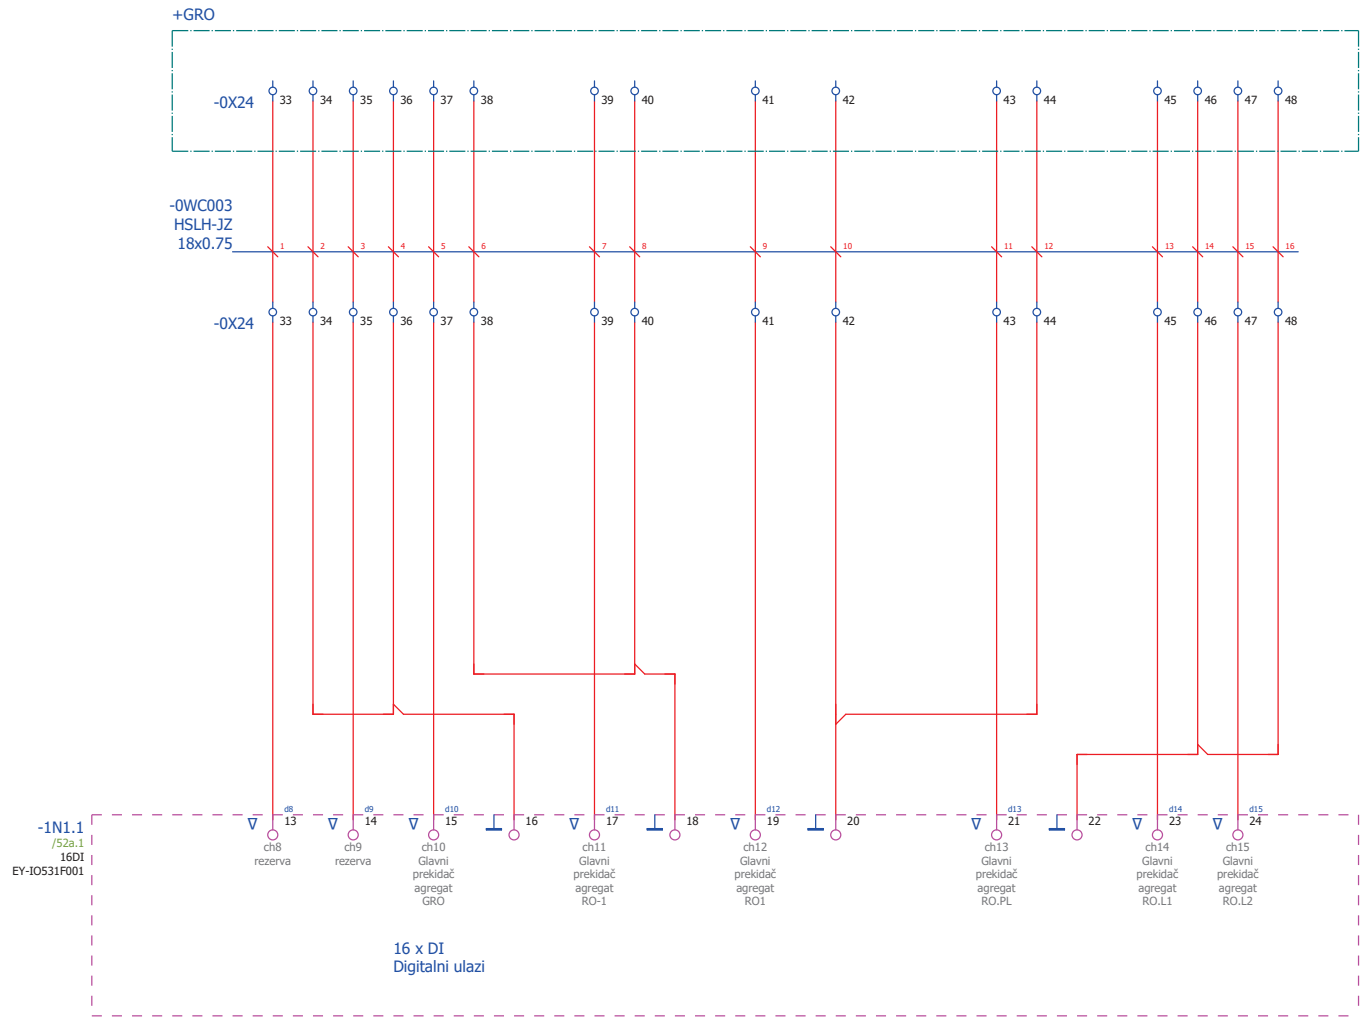 +GRO
-0X24 33 34 35 36 37 38 39 40 41 42 43 44 45 46 47 48
-0WC003
HSLH-JZ
18x0.75 1 2 3 4 5 6 7 8 9 10 11 12 13 14 15 16
-0X24 33 34 35 36 37 38 39 40 41 42 43 44 45 46 47 48
d8 d9 d10 d11 d12 d13 d14 d15
13 14 15 16 17 18 19 20 21 22 23 24
-1N1.1
/52a.1
16DI
EY-IO531F001
ch8
rezerva
ch9
rezerva
ch10
Glavni
prekidač
agregat
GRO
ch11
Glavni
prekidač
agregat
RO-1
ch12
Glavni
prekidač
agregat
RO1
ch13
Glavni
prekidač
agregat
RO.PL
ch14
Glavni
prekidač
agregat
RO.L1
ch15
Glavni
prekidač
agregat
RO.L2
16 x DI
Digitalni ulazi